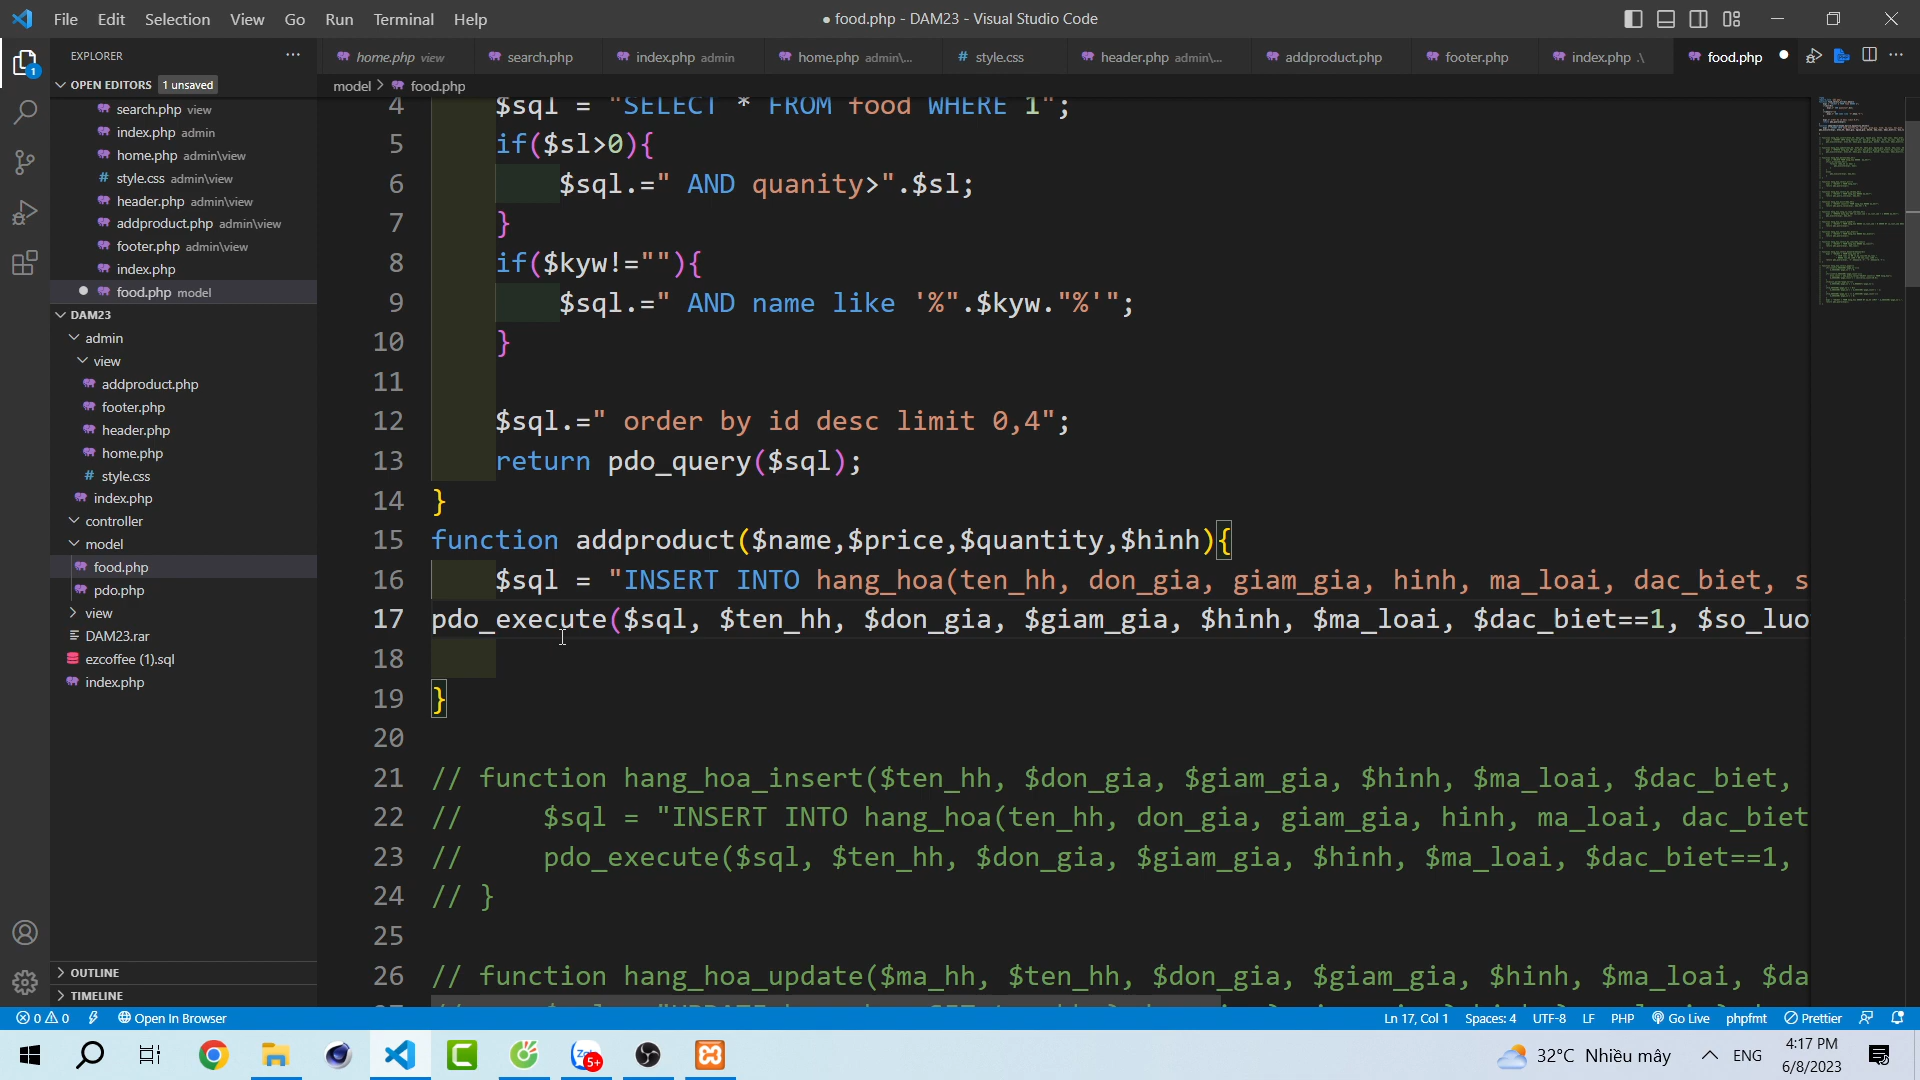 File Edit Selection View Go Run Terminal Help
● food.php - DAM23 - Visual Studio Code
EXPLORER
home.php view
search.php
index.php admin
home.php admin\...
style.css
header.php admin\...
addproduct.php
footer.php
index.php .\
food.php
OPEN EDITORS 1 unsaved
search.php view
index.php admin
home.php admin\view
style.css admin\view
header.php admin\view
addproduct.php admin\view
footer.php admin\view
index.php
food.php model
DAM23
admin
view
addproduct.php
footer.php
header.php
home.php
style.css
index.php
controller
model
food.php
pdo.php
view
DAM23.rar
ezcoffee (1).sql
index.php
OUTLINE
TIMELINE
model > food.php
4 $sql = "SELECT * FROM food WHERE 1";
5 if($sl>0){
6 $sql.=" AND quanity>".$sl;
7 }
8 if($kyw!=""){
9 $sql.=" AND name like '%".$kyw."%'";
10 }
11
12 $sql.=" order by id desc limit 0,4";
13 return pdo_query($sql);
14 }
15 function addproduct($name,$price,$quantity,$hinh){
16 $sql = "INSERT INTO hang_hoa(ten_hh, don_gia, giam_gia, hinh, ma_loai, dac_biet, s
17 pdo_execute($sql, $ten_hh, $don_gia, $giam_gia, $hinh, $ma_loai, $dac_biet==1, $so_luo
18
19 }
20
21 // function hang_hoa_insert($ten_hh, $don_gia, $giam_gia, $hinh, $ma_loai, $dac_biet,
22 // $sql = "INSERT INTO hang_hoa(ten_hh, don_gia, giam_gia, hinh, ma_loai, dac_biet
23 // pdo_execute($sql, $ten_hh, $don_gia, $giam_gia, $hinh, $ma_loai, $dac_biet==1,
24 // }
25
26 // function hang_hoa_update($ma_hh, $ten_hh, $don_gia, $giam_gia, $hinh, $ma_loai, $da
0 0 Open In Browser
Ln 17, Col 1 Spaces: 4 UTF-8 LF PHP Go Live phpfmt Prettier
5+
32°C Nhiều mây
ENG
4:17 PM
6/8/2023